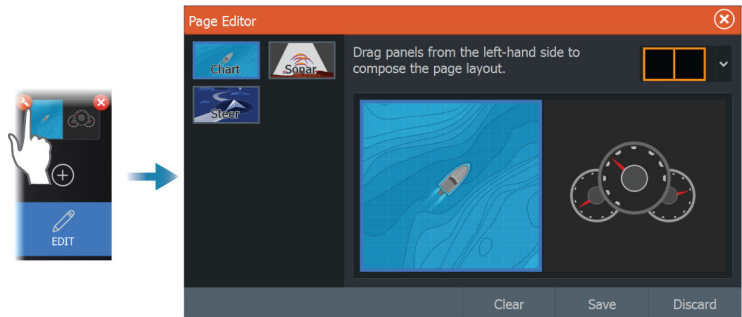 Page Editor
Chart
Sonar
Steer
Drag panels from the left-hand side to
compose the page layout.
EDIT
Clear
Save
Discard